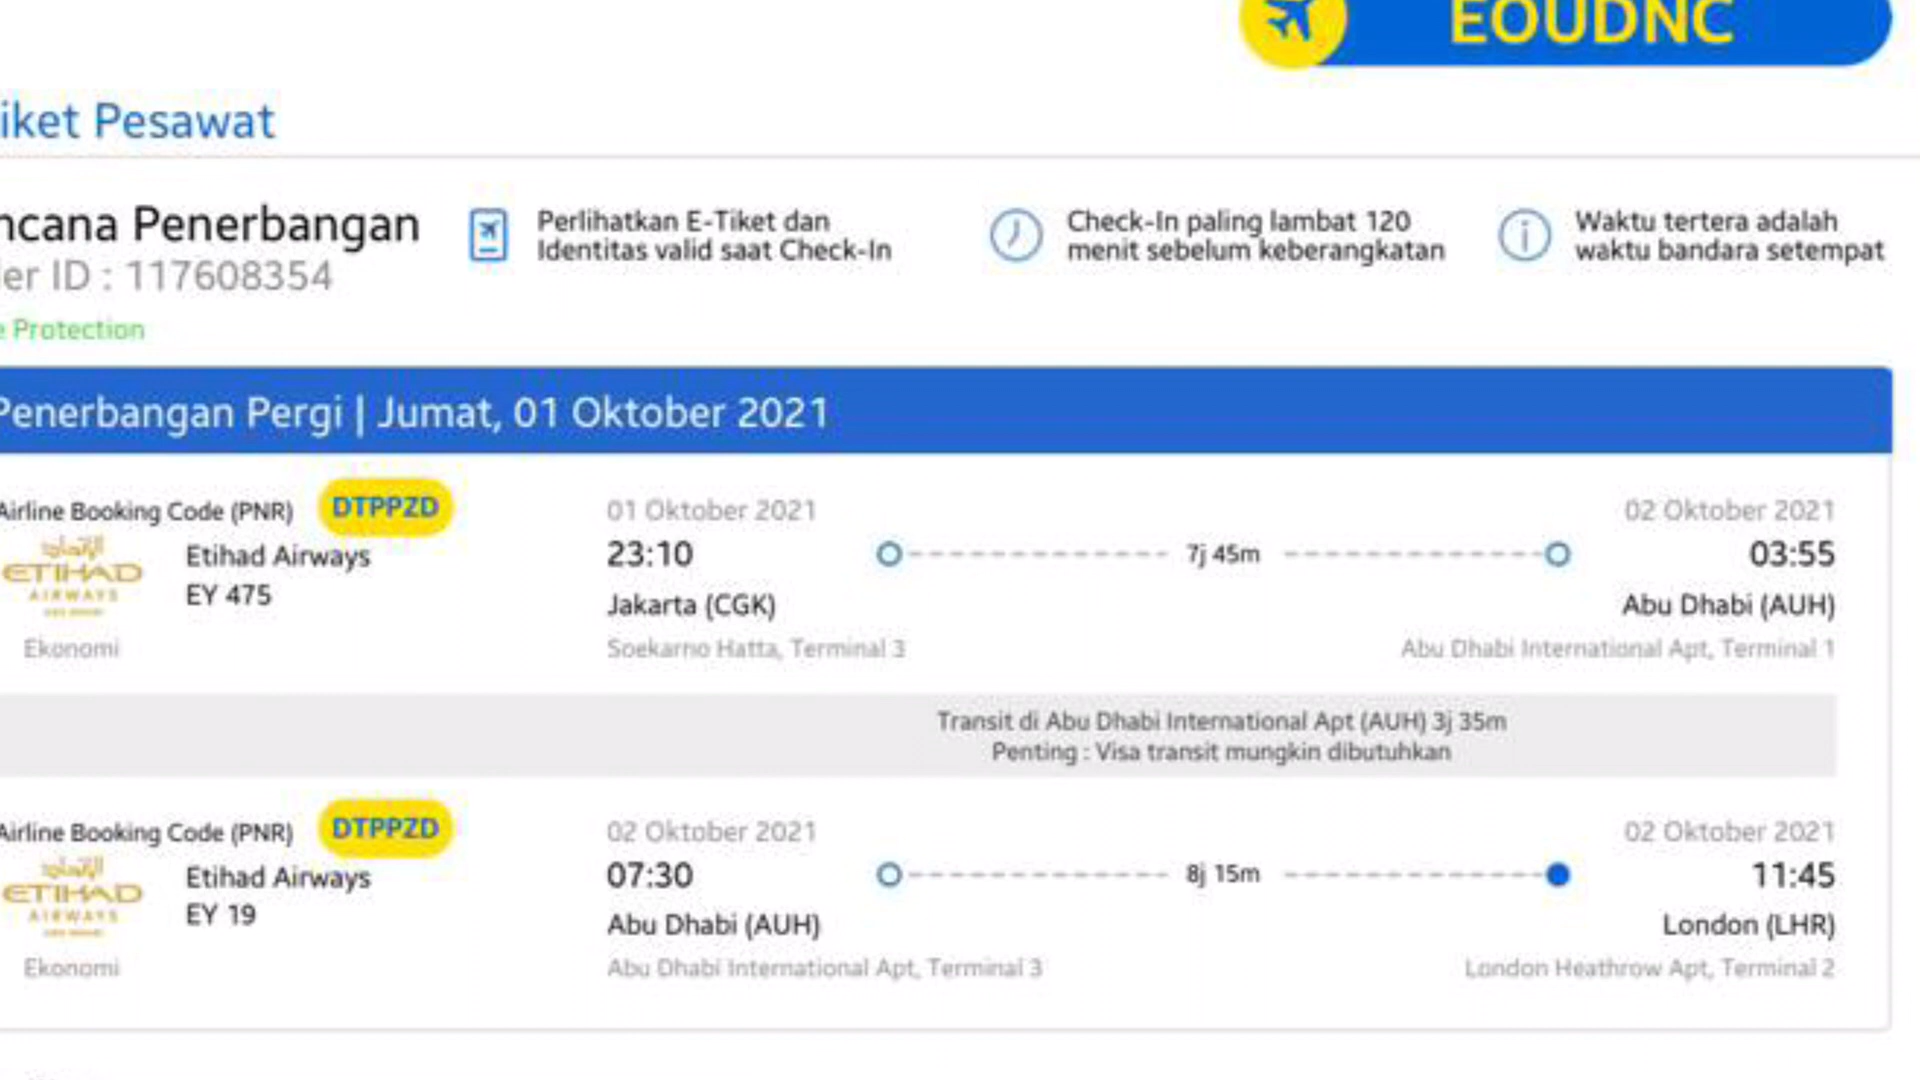 EOUDNC
iket Pesawat
ncana Penerbangan
er ID : 117608354
e Protection
Perlihatkan E-Tiket dan
Identitas valid saat Check-In
Check-In paling lambat 120
menit sebelum keberangkatan
Waktu tertera adalah
waktu bandara setempat
Penerbangan Pergi | Jumat, 01 Oktober 2021
Airline Booking Code (PNR) DTPPZD
ETIHAD
AIRWAYS
Etihad Airways
EY 475
Ekonomi
01 Oktober 2021
23:10
Jakarta (CGK)
Soekarno Hatta, Terminal 3
7j 45m
02 Oktober 2021
03:55
Abu Dhabi (AUH)
Abu Dhabi International Apt, Terminal 1
Transit di Abu Dhabi International Apt (AUH) 3j 35m
Penting : Visa transit mungkin dibutuhkan
Airline Booking Code (PNR) DTPPZD
ETIHAD
AIRWAYS
Etihad Airways
EY 19
Ekonomi
02 Oktober 2021
07:30
Abu Dhabi (AUH)
Abu Dhabi International Apt, Terminal 3
8j 15m
02 Oktober 2021
11:45
London (LHR)
London Heathrow Apt, Terminal 2